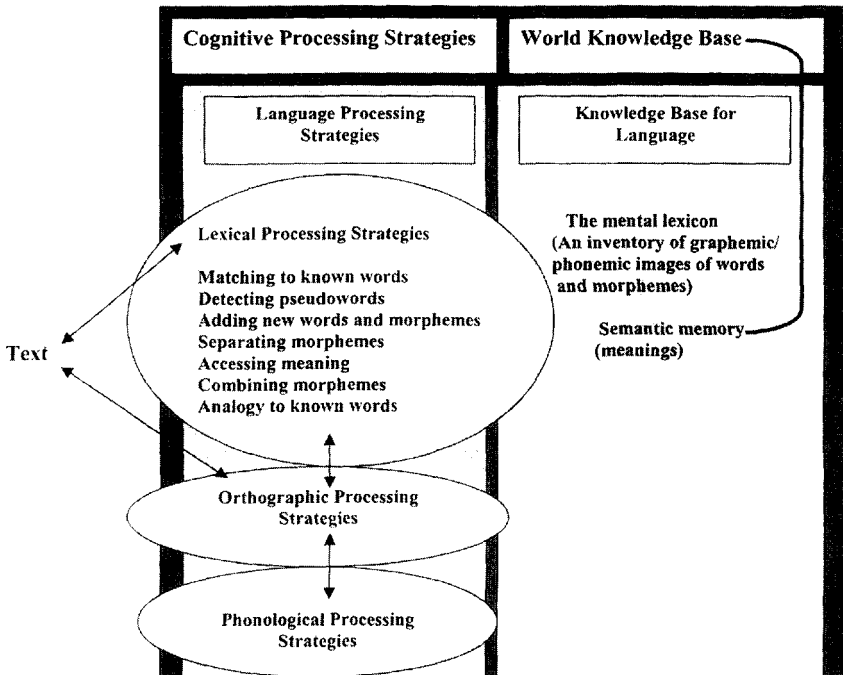 Cognitive Processing Strategies
World Knowledge Base
Language Processing
Strategies
Knowledge Base for
Language
Lexical Processing Strategies
Matching to known words
Detecting pseudowords
Adding new words and morphemes
Separating morphemes
Accessing meaning
Combining morphemes
Analogy to known words
The mental lexicon
(An inventory of graphemic/
phonemic images of words
and morphemes)
Semantic memory
(meanings)
Text
Orthographic Processing
Strategies
Phonological Processing
Strategies